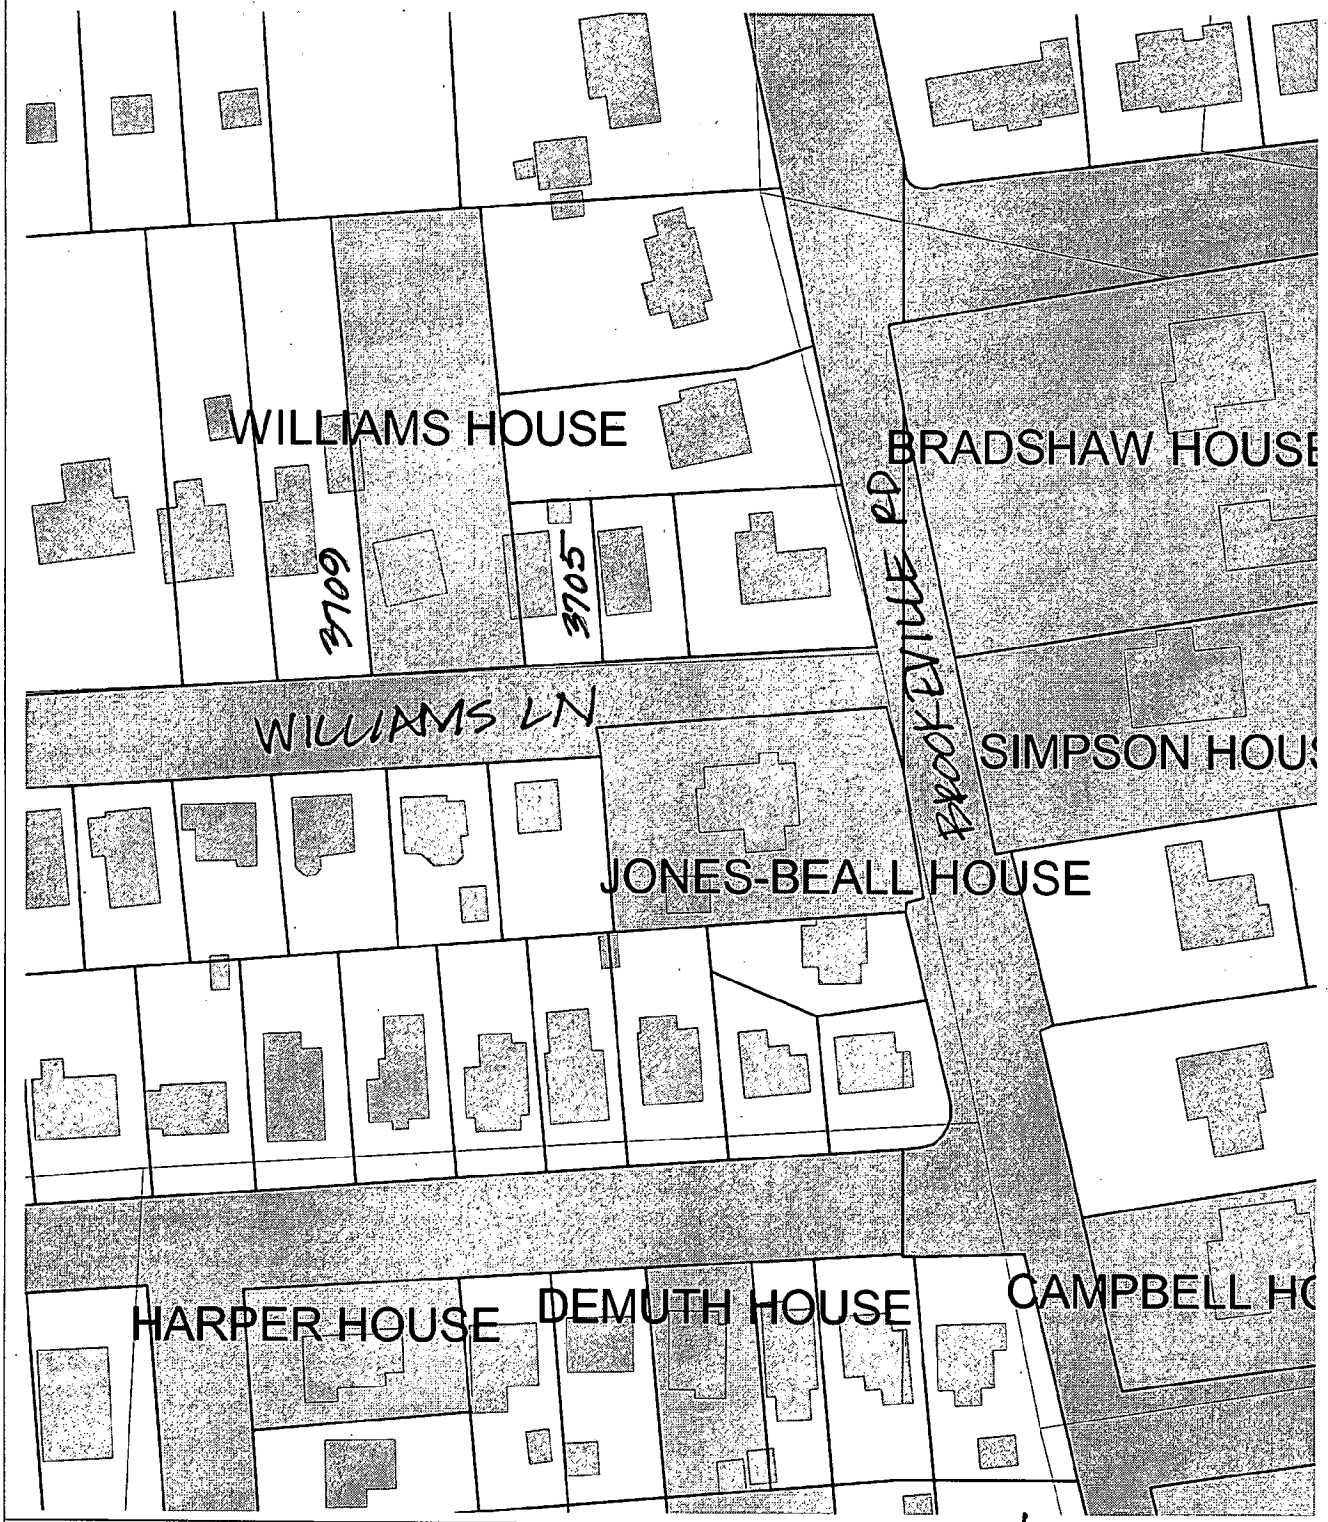 WILLIAMS HOUSE
BRADSHAW HOUSE
3709
3705
BROOKEVILLE RD
WILLIAMS LN
SIMPSON HOUS
JONES-BEALL HOUSE
HARPER HOUSE
DEMUTH HOUSE
CAMPBELL HO